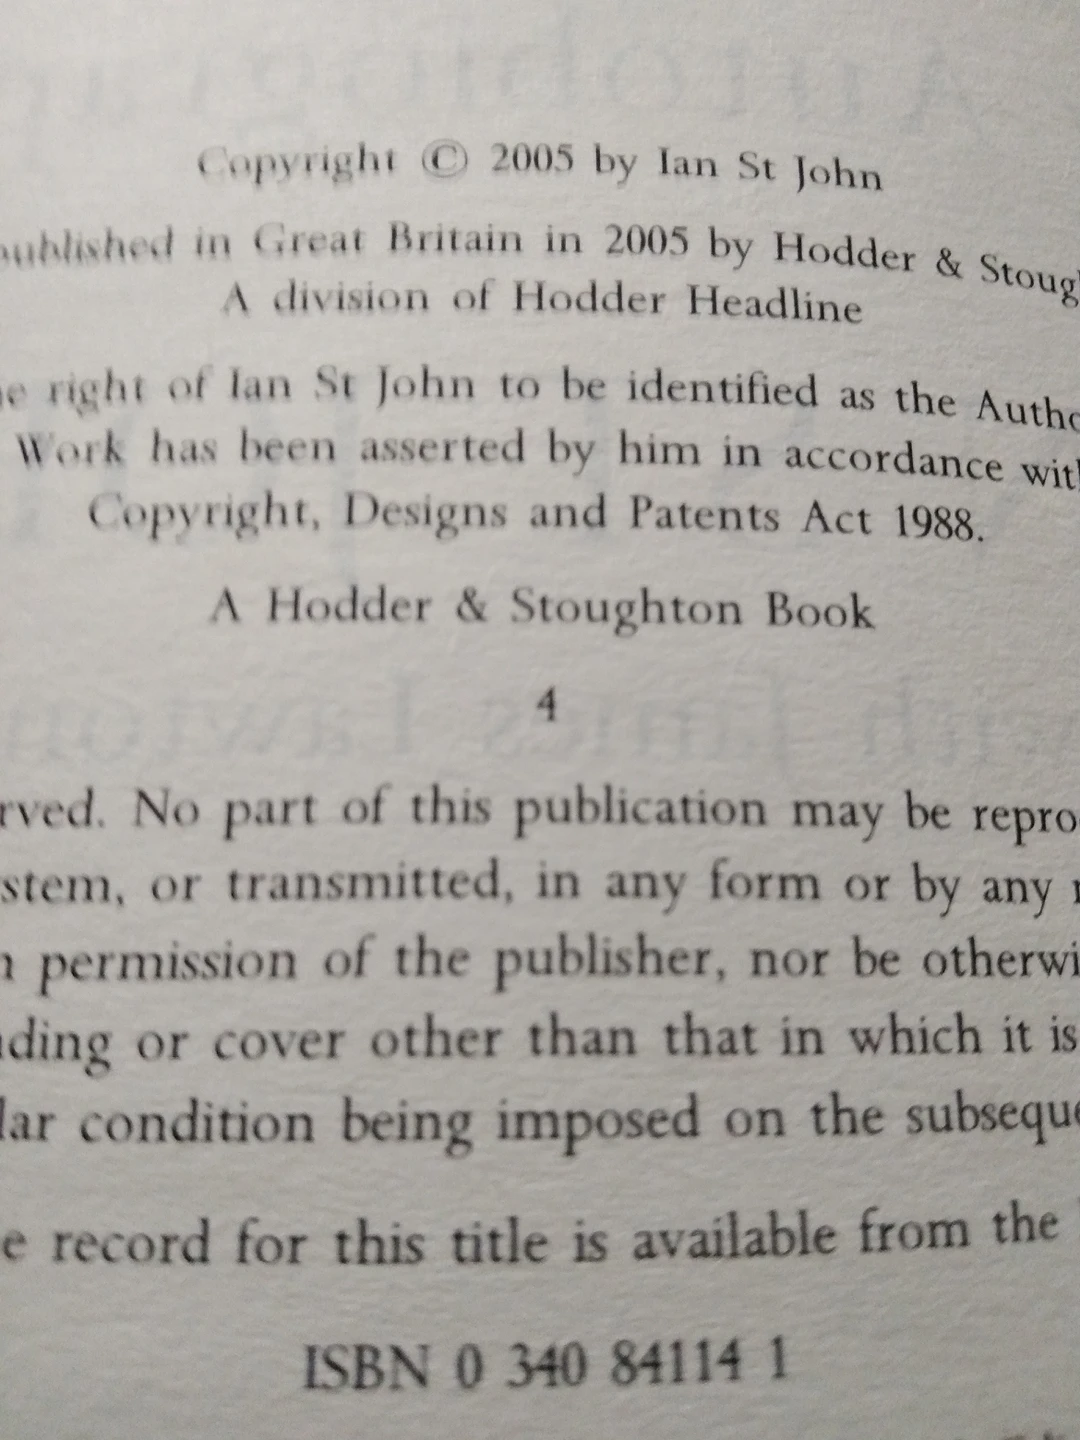 Copyright © 2005 by Ian St John
published in Great Britain in 2005 by Hodder & Stoug
A division of Hodder Headline
e right of Ian St John to be identified as the Autho
Work has been asserted by him in accordance with
Copyright, Designs and Patents Act 1988.
A Hodder & Stoughton Book
4
rved. No part of this publication may be repro
stem, or transmitted, in any form or by any
n permission of the publisher, nor be otherwi
ding or cover other than that in which it is
lar condition being imposed on the subseque
e record for this title is available from the
ISBN 0 340 84114 1